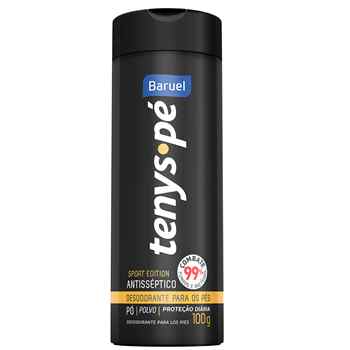 Baruel
tenys.pé
SPORT EDITION
ANTISSÉPTICO
COMBATE
99%
DESODORANTE PARA OS PÉS
PÓ | POLVO | PROTEÇÃO DIÁRIA
DESODORANTE PARA LOS PIES 100g